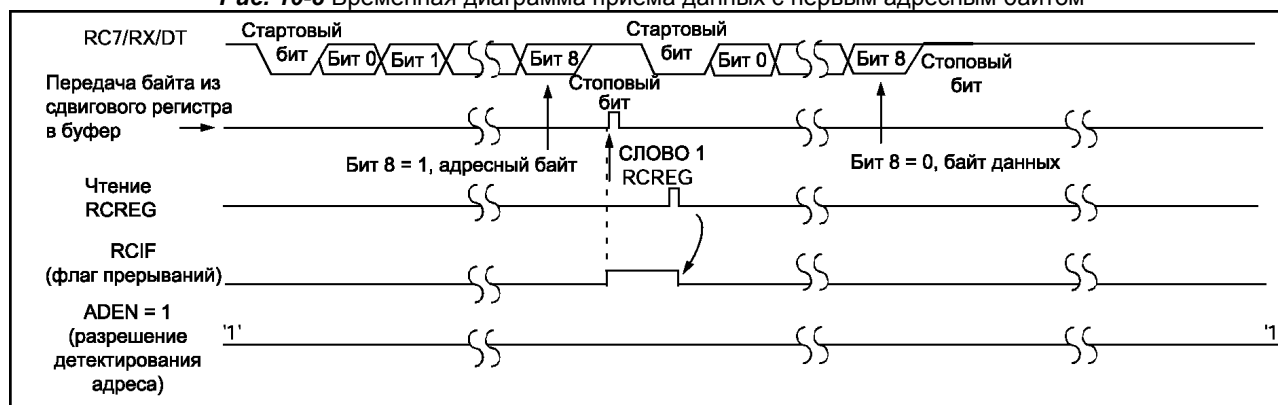 Рис. 10-8 Временная диаграмма приема данных с первым адресным байтом
RC7/RX/DT
Стартовый
бит
Бит 0
Бит 1
Бит 8
Стоповый
бит
Стартовый
бит
Бит 0
Бит 8
Стоповый
бит
Передача байта из
сдвигового регистра
в буфер
Бит 8 = 1, адресный байт
СЛОВО 1
RCREG
Бит 8 = 0, байт данных
Чтение
RCREG
RCIF
(флаг прерываний)
ADEN = 1
(разрешение
детектирования
адреса)
'1'
'1